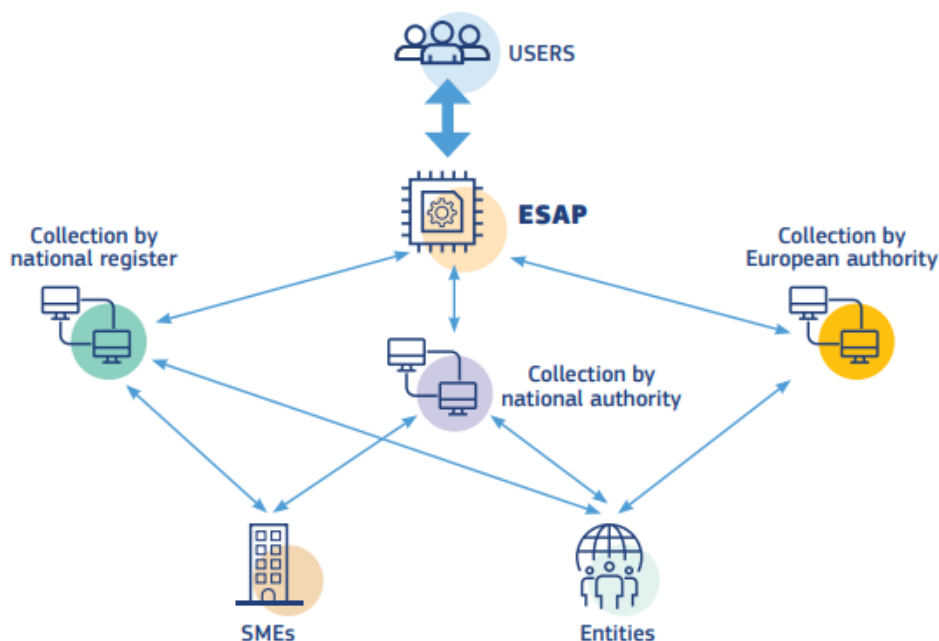 USERS
ESAP
Collection by
national register
Collection by
European authority
Collection by
national authority
SMEs
Entities